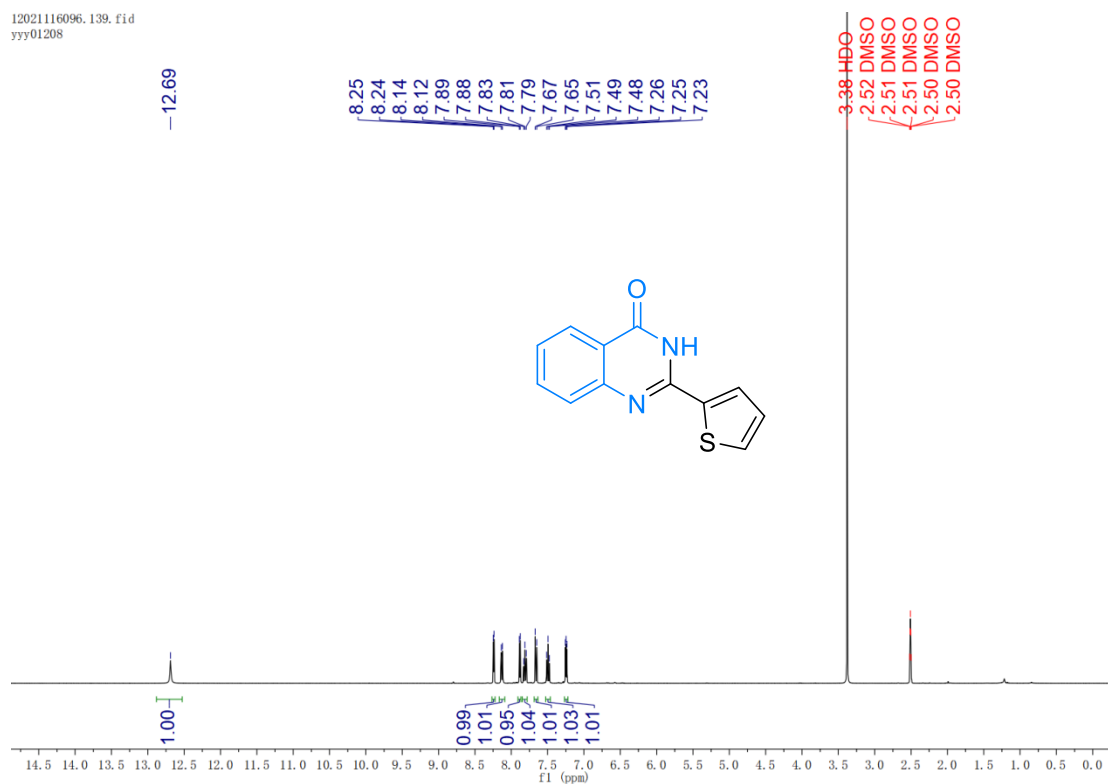 12021116096.139.fid
yyy01208
—12.69
8.25
8.24
8.14
8.12
7.89
7.88
7.83
7.81
7.79
7.67
7.65
7.51
7.49
7.48
7.26
7.25
7.23
3.38 HDO
2.52 DMSO
2.51 DMSO
2.51 DMSO
2.50 DMSO
2.50 DMSO
O
NH
N
S
1.00
0.99
1.01
0.95
1.04
1.01
1.03
1.01
14.5 14.0 13.5 13.0 12.5 12.0 11.5 11.0 10.5 10.0 9.5 9.0 8.5 8.0 7.5 7.0 6.5 6.0 5.5 5.0 4.5 4.0 3.5 3.0 2.5 2.0 1.5 1.0 0.5 0.0
f1 (ppm)